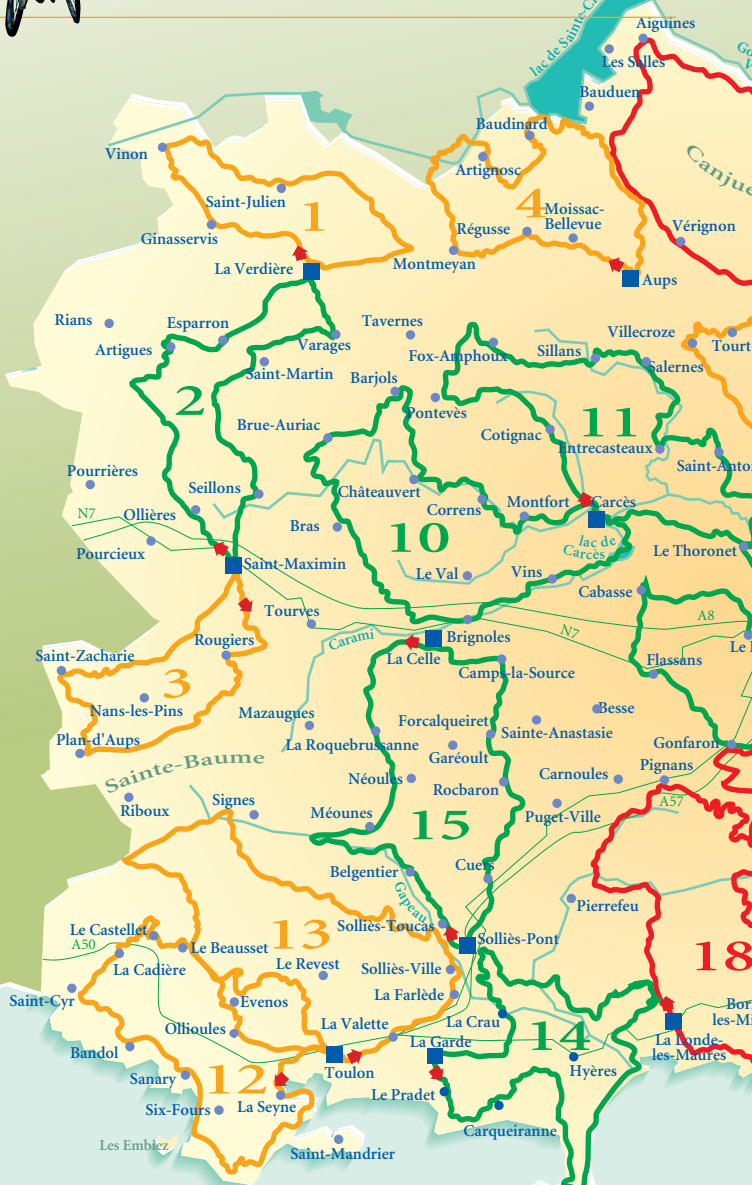 Aiguines
lac de Sainte-C
Les Salles
Bauduen
Baudinard
Vinon
Artignosc
Canjue
Saint-Julien
1
4
Moissac-
Bellevue
Régusse
Vérignon
Ginasservis
Montmeyan
La Verdière
Aups
Rians
Esparron
Tavernes
Villecroze
Artigues
Varages
Fox-Amphoux
Sillans
Tourt
Salernes
Saint-Martin
Barjols
2
Pontevès
11
Brue-Auriac
Cotignac
Entrecasteaux
Saint-Anto
Pourrières
Seillons
Châteauvert
N7
Ollières
Correns
Montfort
Carcès
Bras
10
Pourcieux
lac de
Carcès
Le Thoronet
Saint-Maximin
Le Val
Vins
Cabasse
Tourves
A8
Carami
N7
Rougiers
Brignoles
Le
Saint-Zacharie
La Celle
Flassans
Camps-la-Source
3
Nans-les-Pins
Mazaugues
Forcalqueiret
Besse
Sainte-Anastasie
Plan-d'Aups
La Roquebrussanne
Gonfaron
Sainte-Baume
Garéoult
Pignans
Néoules
Carnoules
Rocbaron
Riboux
Signes
A57
Méounes
15
Puget-Ville
Belgentier
Cuers
Gapeau
Pierrefeu
Le Castellet
13
Solliès-Toucas
A50
Le Beausset
Solliès-Pont
18
La Cadière
Le Revest
Solliès-Ville
Saint-Cyr
Evenos
La Farlède
Bor
les-Mi
Ollioules
La Valette
La Crau
14
La Garde
La Londe-
les-Maures
Bandol
Toulon
Hyères
Sanary
12
Le Pradet
Six-Fours
La Seyne
Carqueiranne
Les Embiez
Saint-Mandrier